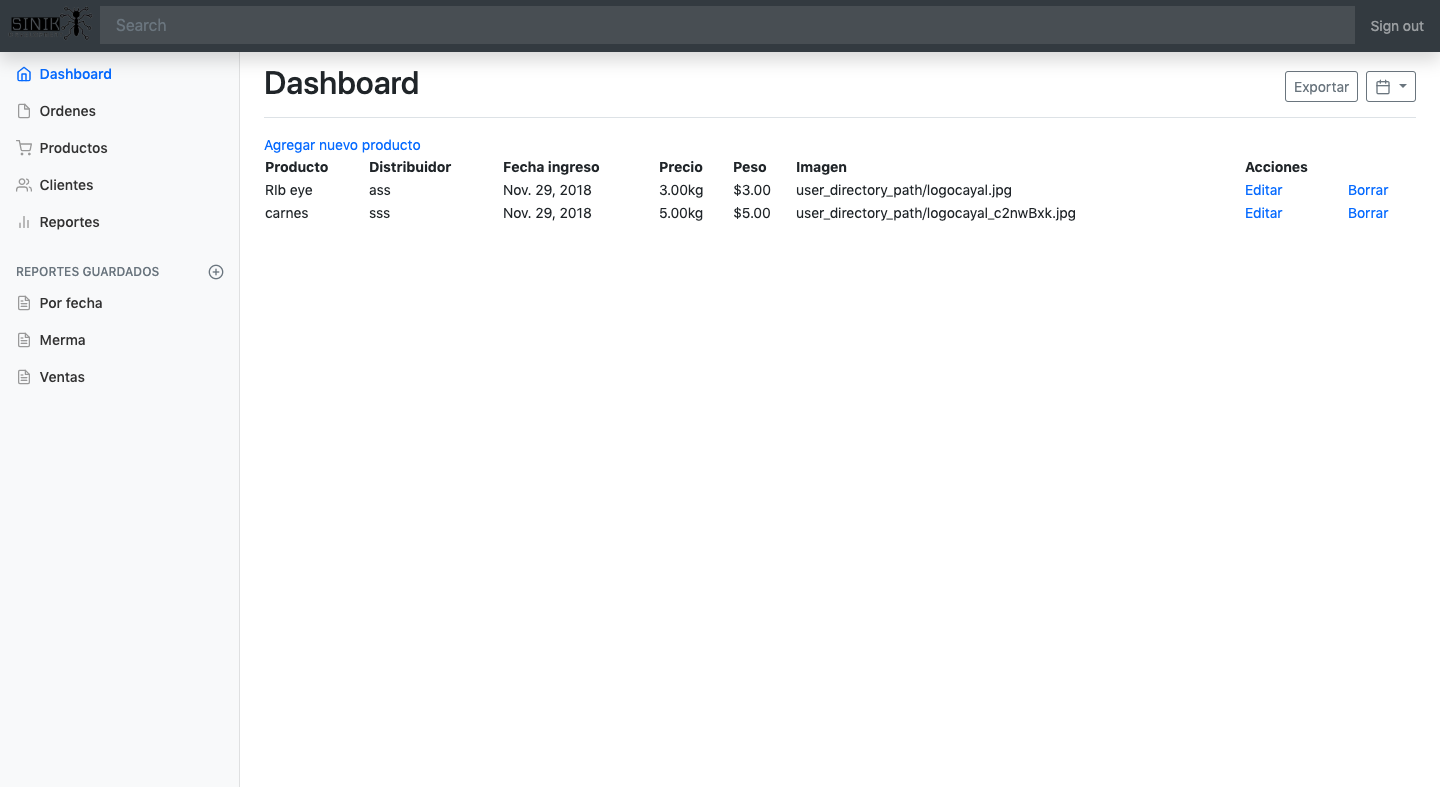 SINIK
Search
Sign out
Dashboard
Ordenes
Productos
Clientes
Reportes
REPORTES GUARDADOS
Por fecha
Merma
Ventas
Dashboard
Exportar
Agregar nuevo producto
Producto Distribuidor Fecha ingreso Precio Peso Imagen Acciones
RIb eye ass Nov. 29, 2018 3.00kg $3.00 user_directory_path/logocayal.jpg Editar Borrar
carnes sss Nov. 29, 2018 5.00kg $5.00 user_directory_path/logocayal_c2nwBxk.jpg Editar Borrar